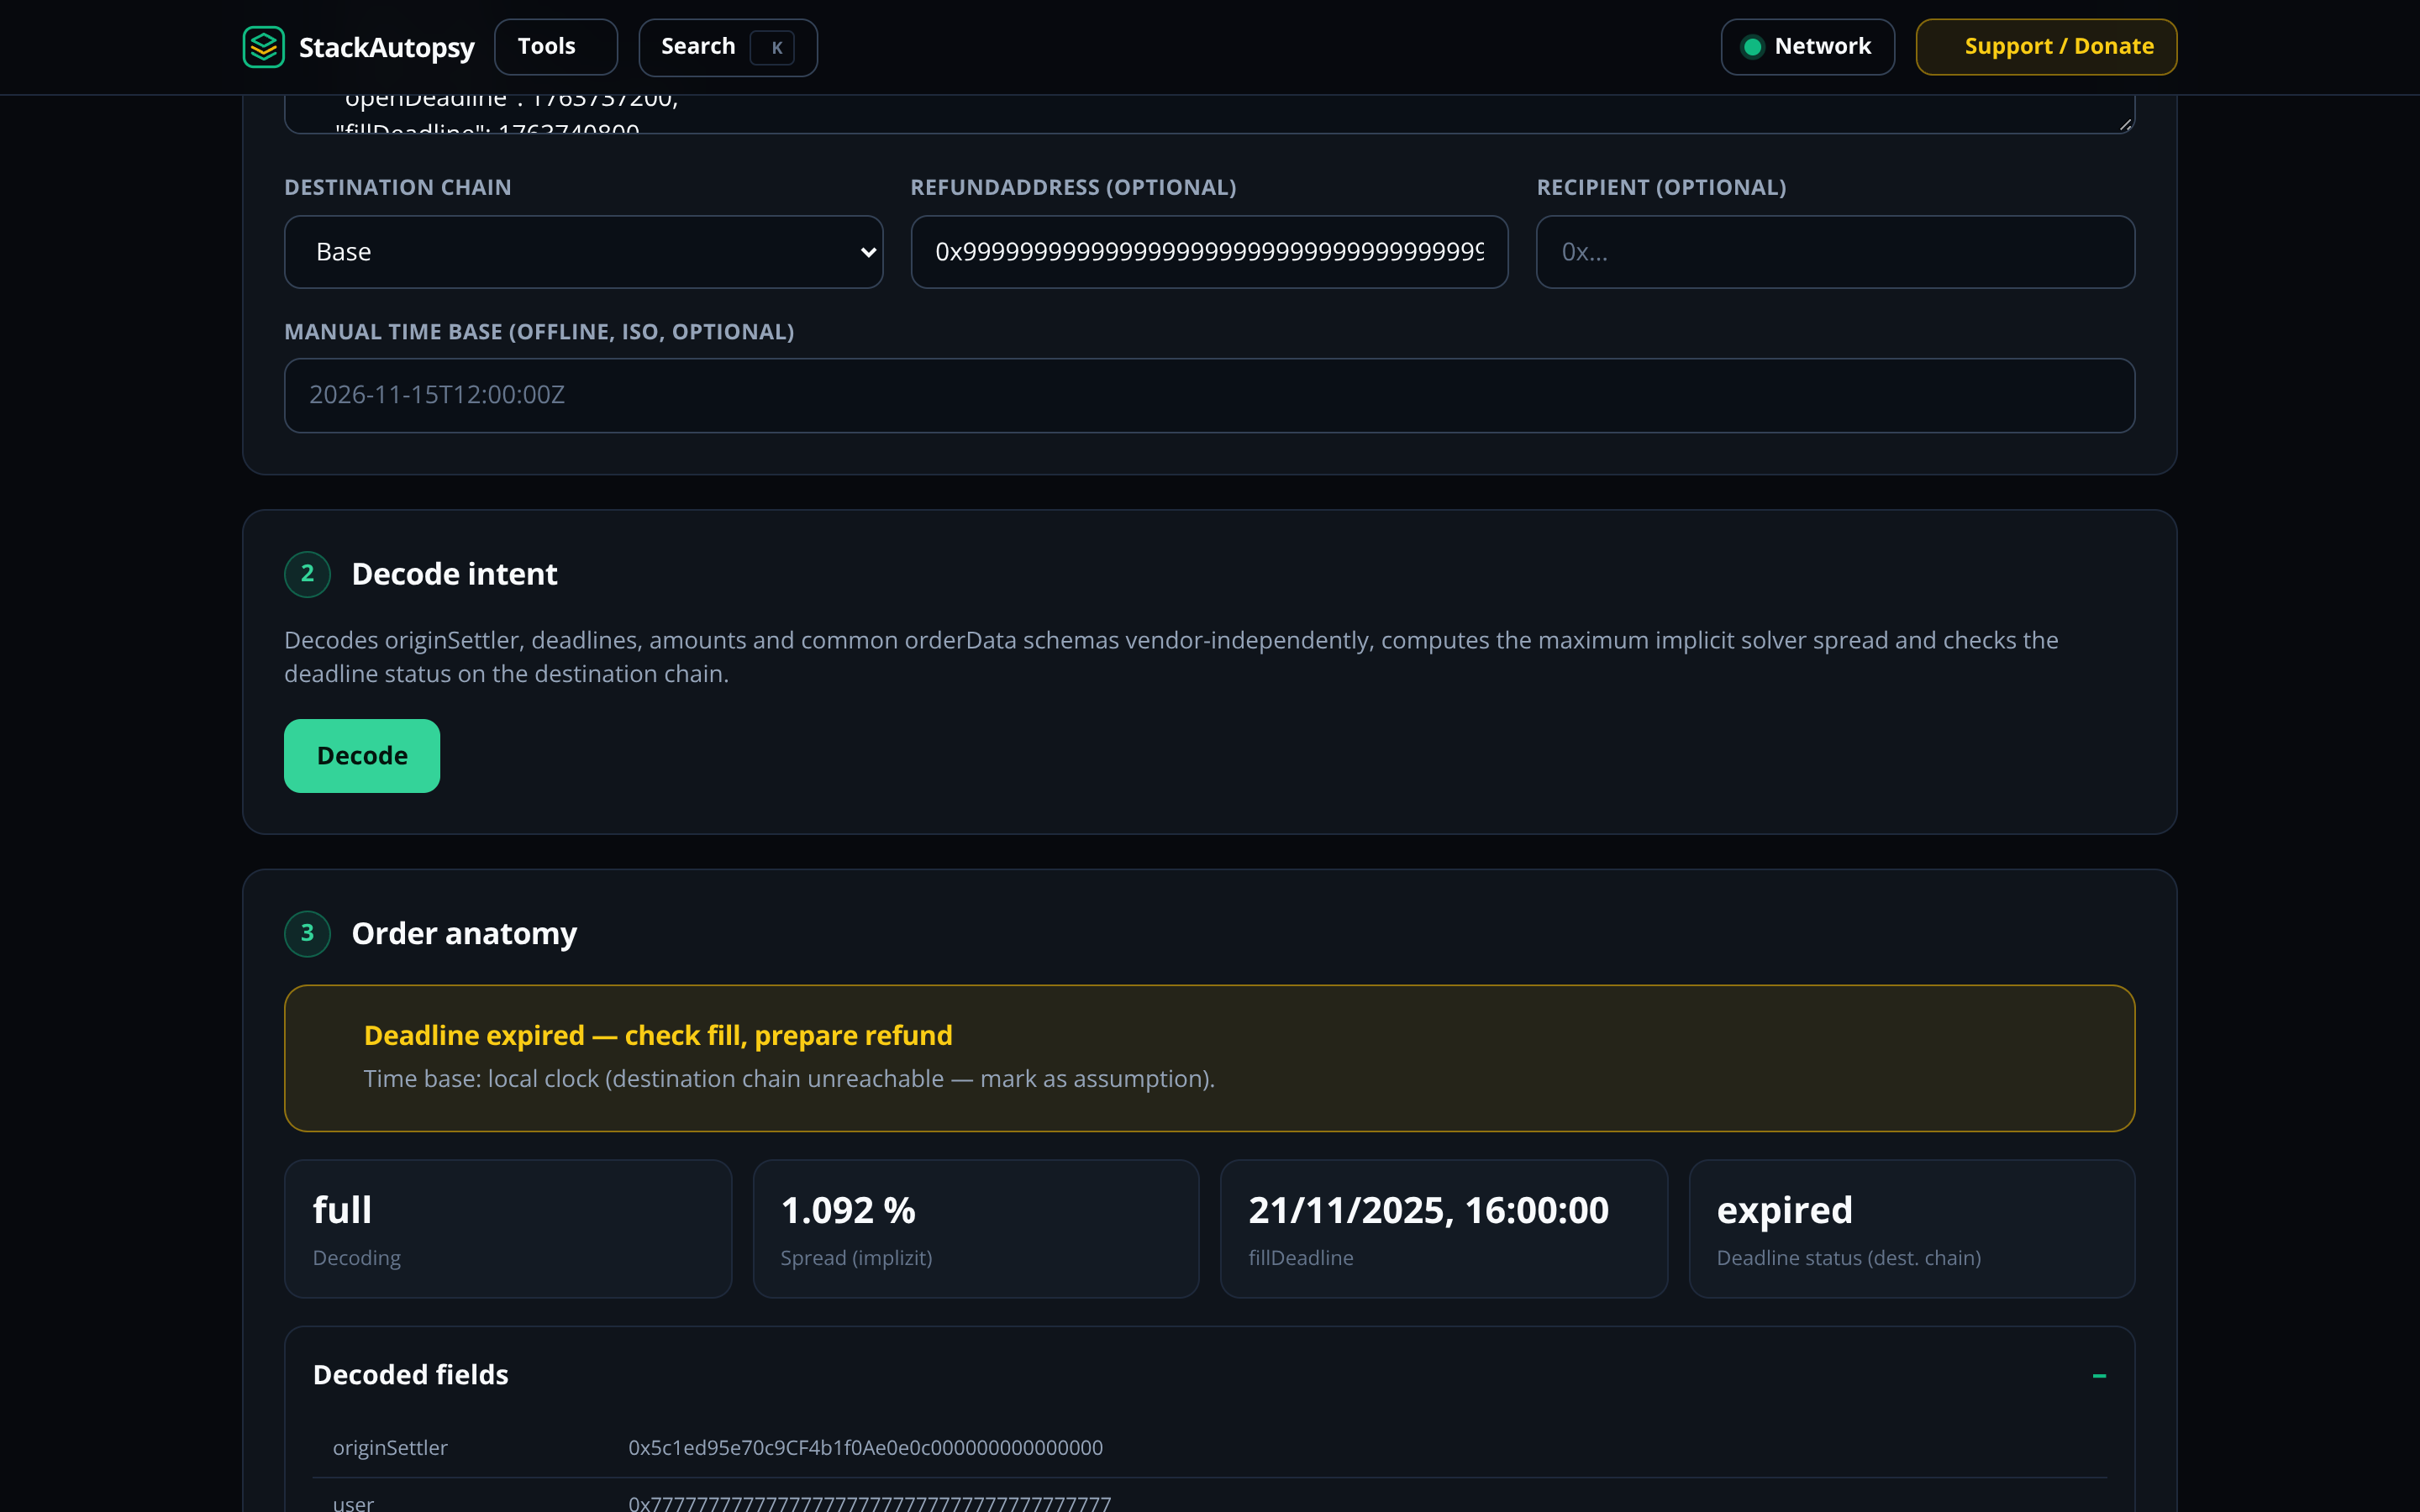 StackAutopsy
Tools
Search K
Network
Support / Donate
"openDeadline": 1763737200,
"fillDeadline": 1763740800
DESTINATION CHAIN
REFUNDADDRESS (OPTIONAL)
RECIPIENT (OPTIONAL)
Base
0x...
MANUAL TIME BASE (OFFLINE, ISO, OPTIONAL)
2026-11-15T12:00:00Z
2 Decode intent
Decodes originSettler, deadlines, amounts and common orderData schemas vendor-independently, computes the maximum implicit solver spread and checks the
deadline status on the destination chain.
Decode
3 Order anatomy
Deadline expired — check fill, prepare refund
Time base: local clock (destination chain unreachable — mark as assumption).
full
Decoding
1.092 %
Spread (implizit)
21/11/2025, 16:00:00
fillDeadline
expired
Deadline status (dest. chain)
Decoded fields –
originSettler 0x5c1ed95e70c9CF4b1f0Ae0e0c000000000000000
user 0x7777777777777777777777777777777777777777